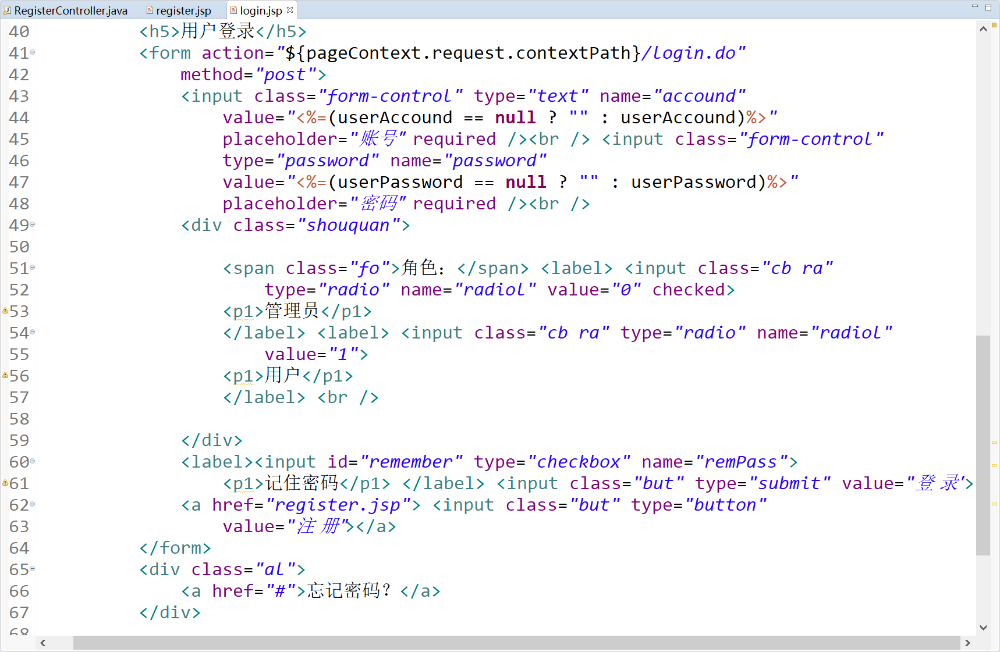 RegisterController.java register.jsp login.jsp
40 <h5>用户登录</h5>
41 <form action="${pageContext.request.contextPath}/login.do"
42 method="post">
43 <input class="form-control" type="text" name="accound"
44 value="<%=(userAccound == null ? "" : userAccound)%>"
45 placeholder="账号" required /><br /> <input class="form-control"
46 type="password" name="password"
47 value="<%=(userPassword == null ? "" : userPassword)%>"
48 placeholder="密码" required /><br />
49 <div class="shouquan">
50
51 <span class="fo">角色：</span> <label> <input class="cb ra"
52 type="radio" name="radiol" value="0" checked>
53 <p1>管理员</p1>
54 </label> <label> <input class="cb ra" type="radio" name="radiol"
55 value="1">
56 <p1>用户</p1>
57 </label> <br />
58
59 </div>
60 <label><input id="remember" type="checkbox" name="remPass">
61 <p1>记住密码</p1> </label> <input class="but" type="submit" value="登 录">
62 <a href="register.jsp"> <input class="but" type="button"
63 value="注 册"></a>
64 </form>
65 <div class="al">
66 <a href="#">忘记密码？</a>
67 </div>
68